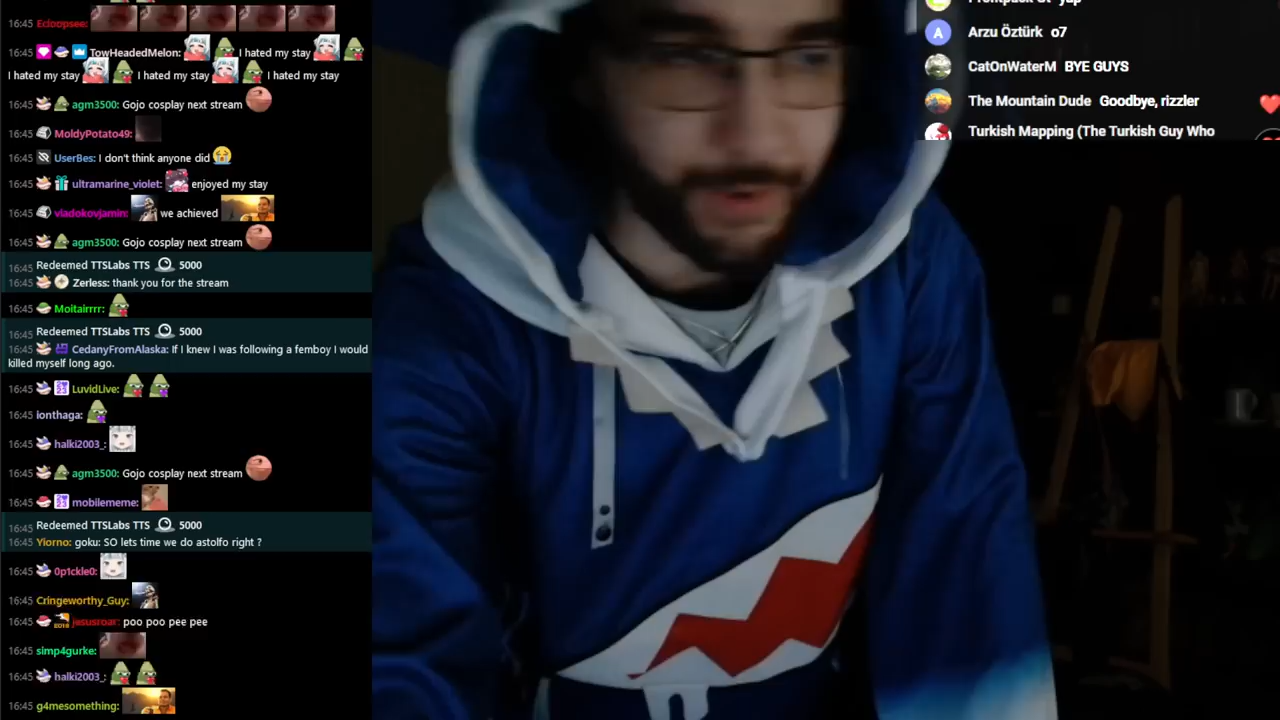 16:45 Ecloopsee:
16:45 TowHeadedMelon: I hated my stay
I hated my stay I hated my stay I hated my stay
16:45 agm3500: Gojo cosplay next stream
16:45 MoldyPotato49:
16:45 UserBes: I don't think anyone did
16:45 ultramarine_violet: enjoyed my stay
16:45 vladokovjamin: we achieved
16:45 agm3500: Gojo cosplay next stream
16:45 Redeemed TTSLabs TTS 5000
16:45 Zerless: thank you for the stream
16:45 Moitairrrr:
16:45 Redeemed TTSLabs TTS 5000
16:45 CedanyFromAlaska: If I knew I was following a femboy I would
killed myself long ago.
16:45 LuvidLive:
16:45 ionthaga:
16:45 halki2003_:
16:45 agm3500: Gojo cosplay next stream
16:45 mobilememe:
16:45 Redeemed TTSLabs TTS 5000
16:45 Yiorno: goku: SO lets time we do astolfo right ?
16:45 0p1ckle0:
16:45 Cringeworthy_Guy:
16:45 jesusroar: poo poo pee pee
16:45 simp4gurke:
16:45 halki2003_:
16:45 g4mesomething:
yup
Arzu Öztürk o7
CatOnWaterM BYE GUYS
The Mountain Dude Goodbye, rizzler
Turkish Mapping (The Turkish Guy Who